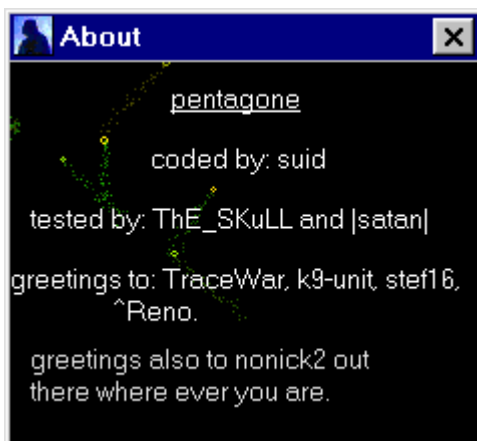 About
pentagone
coded by: suid
tested by: ThE_SKuLL and |satan|
greetings to: TraceWar, k9-unit, stef16,
^Reno.
greetings also to nonick2 out
there where ever you are.